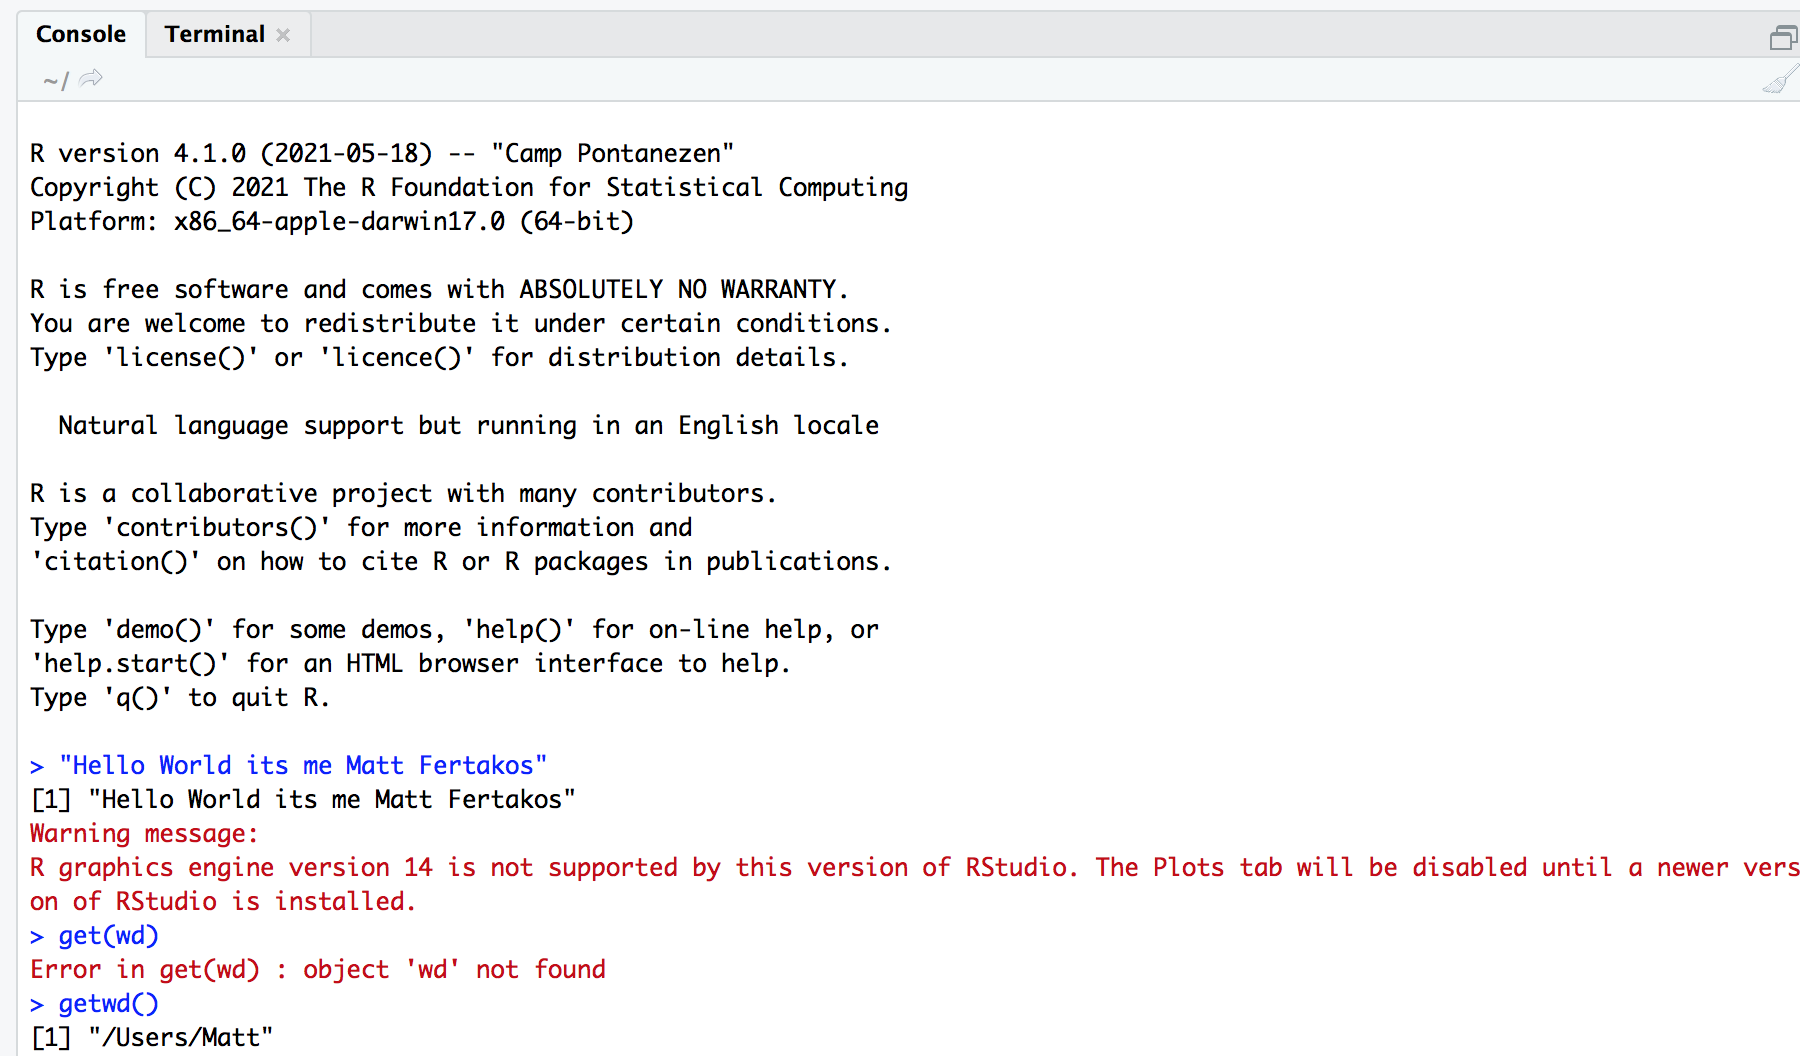 Console Terminal ×
~/
R version 4.1.0 (2021-05-18) -- "Camp Pontanezen"
Copyright (C) 2021 The R Foundation for Statistical Computing
Platform: x86_64-apple-darwin17.0 (64-bit)
R is free software and comes with ABSOLUTELY NO WARRANTY.
You are welcome to redistribute it under certain conditions.
Type 'license()' or 'licence()' for distribution details.
Natural language support but running in an English locale
R is a collaborative project with many contributors.
Type 'contributors()' for more information and
'citation()' on how to cite R or R packages in publications.
Type 'demo()' for some demos, 'help()' for on-line help, or
'help.start()' for an HTML browser interface to help.
Type 'q()' to quit R.
> "Hello World its me Matt Fertakos"
[1] "Hello World its me Matt Fertakos"
Warning message:
R graphics engine version 14 is not supported by this version of RStudio. The Plots tab will be disabled until a newer vers
on of RStudio is installed.
> get(wd)
Error in get(wd) : object 'wd' not found
> getwd()
[1] "/Users/Matt"